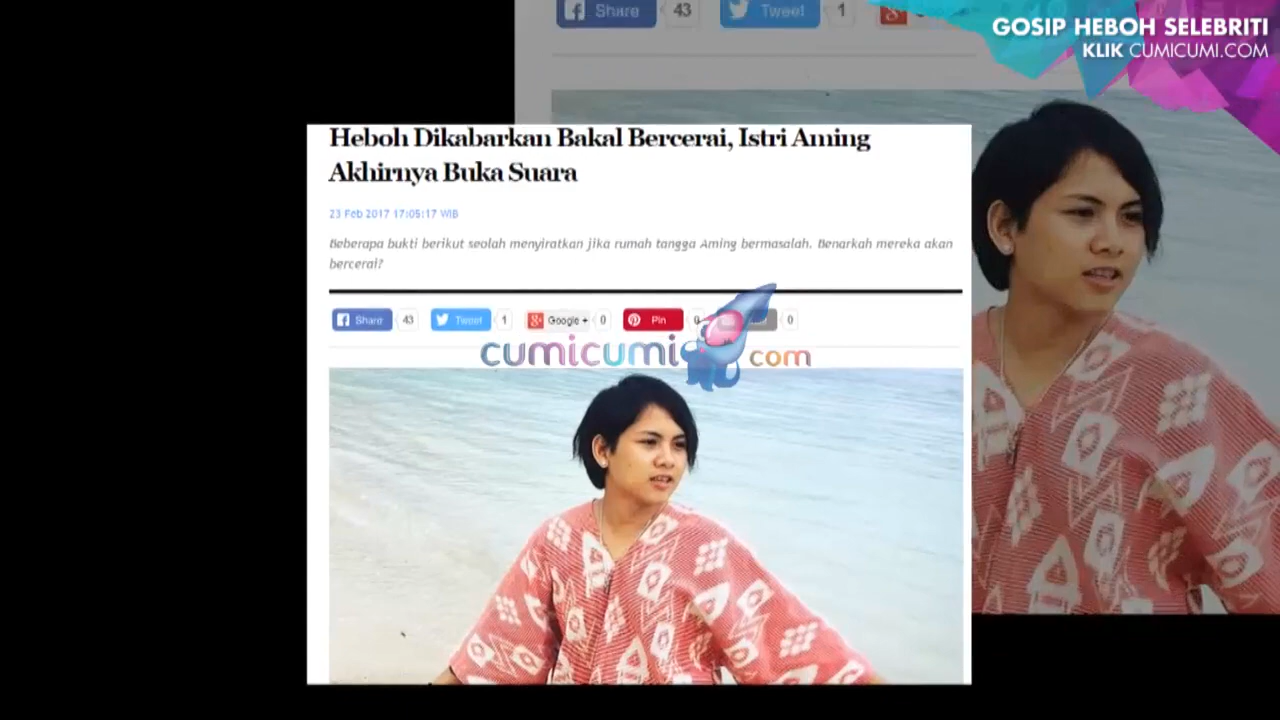 Share 43 Tweet 1
GOSIP HEBOH SELEBRITI
KLIK CUMICUMI.COM
Heboh Dikabarkan Bakal Bercerai, Istri Aming
Akhirnya Buka Suara
23 Feb 2017 17:05:17 WIB
Beberapa bukti berikut seolah menyiratkan jika rumah tangga Aming bermasalah. Benarkah mereka akan
bercerai?
Share 43 Tweet 1 Google + 0 Pin 0 0
cumicumi com